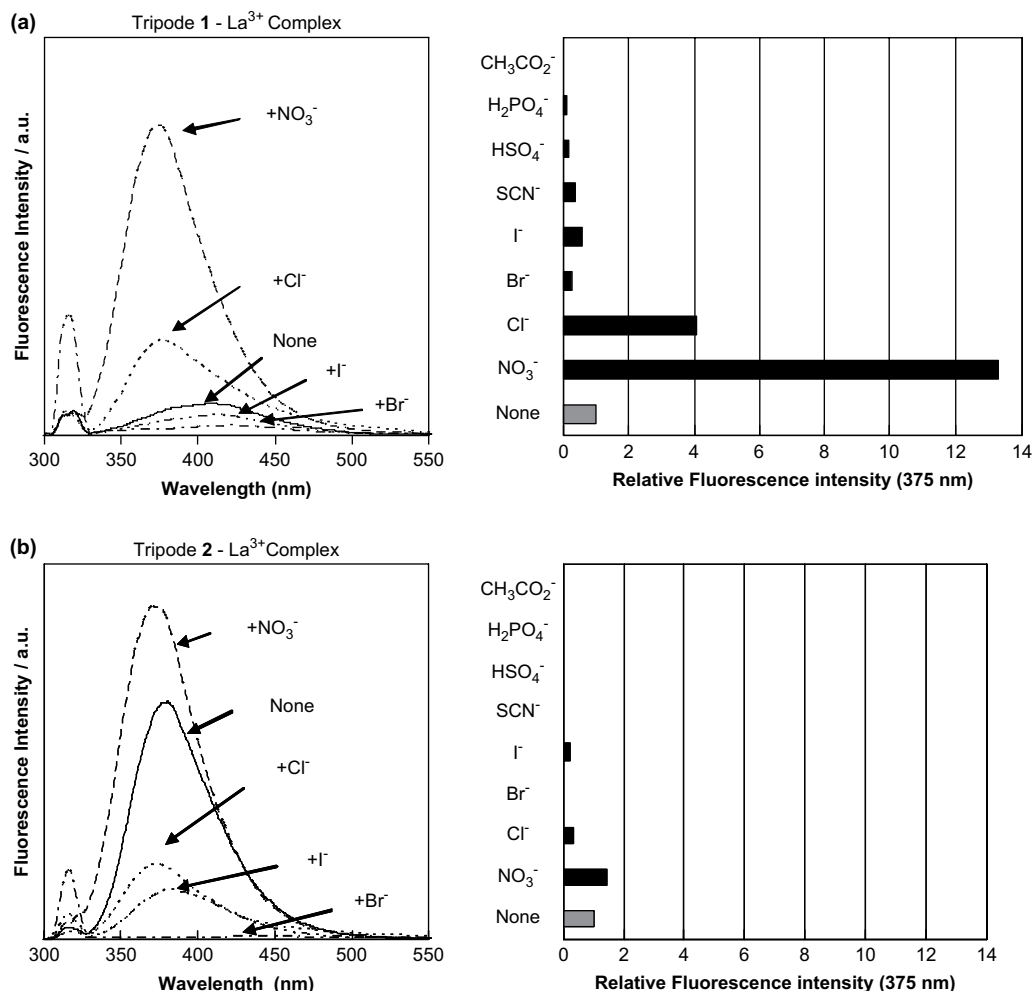 (a)
Tripode 1 - La³⁺ Complex
Fluorescence Intensity / a.u.
+NO₃⁻
+Cl⁻
None
+I⁻
+Br⁻
300 350 400 450 500 550
Wavelength (nm)
CH₃CO₂⁻
H₂PO₄⁻
HSO₄⁻
SCN⁻
I⁻
Br⁻
Cl⁻
NO₃⁻
None
0 2 4 6 8 10 12 14
Relative Fluorescence intensity (375 nm)
(b)
Tripode 2 - La³⁺Complex
Fluorescence Intensity / a.u.
+NO₃⁻
None
+Cl⁻
+I⁻
+Br⁻
300 350 400 450 500 550
Wavelength (nm)
CH₃CO₂⁻
H₂PO₄⁻
HSO₄⁻
SCN⁻
I⁻
Br⁻
Cl⁻
NO₃⁻
None
0 2 4 6 8 10 12 14
Relative Fluorescence intensity (375 nm)